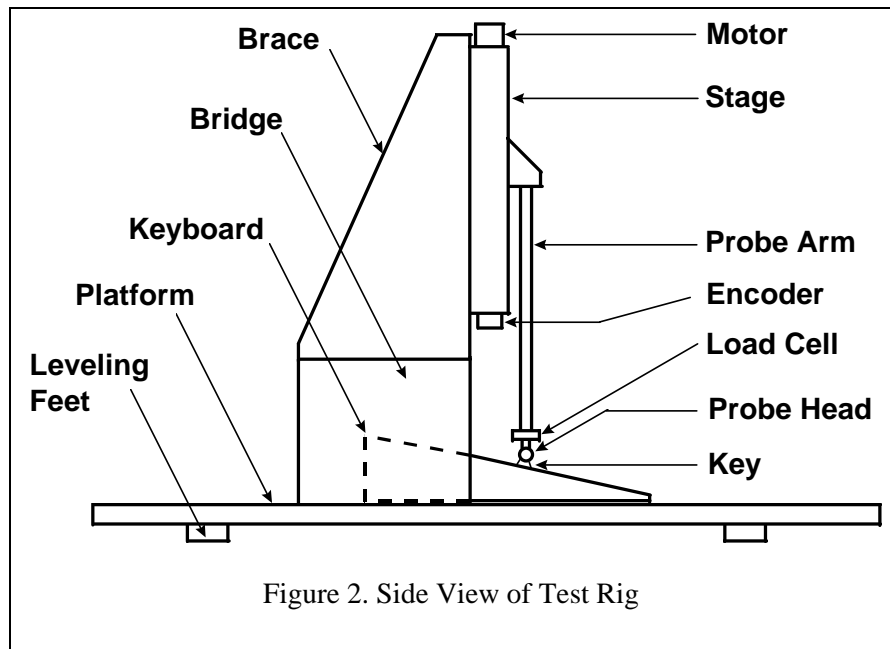 Brace
Bridge
Keyboard
Platform
Leveling
Feet
Motor
Stage
Probe Arm
Encoder
Load Cell
Probe Head
Key
Figure 2. Side View of Test Rig